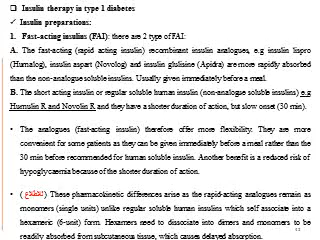 ❑ Insulin therapy in type 1 diabetes
✓ Insulin preparations:
1. Fast-acting insulins (FAI): there are 2 type of FAI:
A. The fast-acting (rapid acting insulin) recombinant insulin analogues, e.g insulin lispro
(Humalog), insulin aspart (Novolog) and insulin glulisine (Apidra) are more rapidly absorbed
than the non-analogue soluble insulins. Usually given immediately before a meal.
B. The short acting insulin or regular soluble human insulin (non-analogue soluble insulins) e.g
Humulin R and Novolin R and they have a shorter duration of action, but slow onset (30 min).
• The analogues (fast-acting insulin) therefore offer more flexibility. They are more
convenient for some patients as they can be given immediately before a meal rather than the
30 min before recommended for human soluble insulin. Another benefit is a reduced risk of
hypoglycaemia because of the shorter duration of action.
• ( ) These pharmacokinetic differences arise as the rapid-acting analogues remain as
monomers (single units) unlike regular soluble human insulins which self associate into a
hexameric (6-unit) form. Hexamers need to dissociate into dimers and monomers to be
readily absorbed from subcutaneous tissue, which causes delayed absorption.